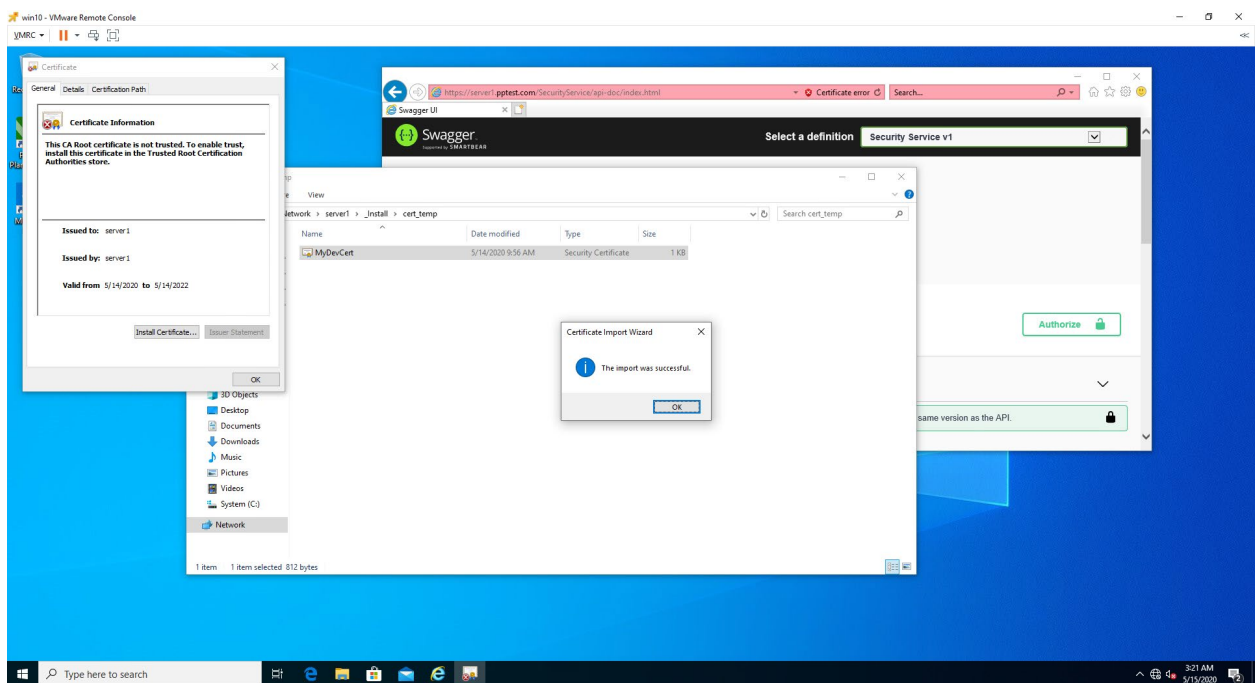 win10 - VMware Remote Console
VMRC
Certificate
General Details Certification Path
Certificate Information
This CA Root certificate is not trusted. To enable trust,
install this certificate in the Trusted Root Certification
Authorities store.
Issued to: server1
Issued by: server1
Valid from 5/14/2020 to 5/14/2022
Install Certificate... Issuer Statement
OK
https://server1.pptest.com/SecurityService/api-doc/index.html
Certificate error
Search...
Swagger UI
Swagger
Supported by SMARTBEAR
Select a definition
Security Service v1
Authorize
same version as the API.
View
Network > server1 > _Install > cert_temp
Search cert_temp
Name Date modified Type Size
MyDevCert 5/14/2020 9:56 AM Security Certificate 1 KB
Certificate Import Wizard
The import was successful.
OK
3D Objects
Desktop
Documents
Downloads
Music
Pictures
Videos
System (C:)
Network
1 item 1 item selected 812 bytes
Type here to search
3:21 AM
5/15/2020